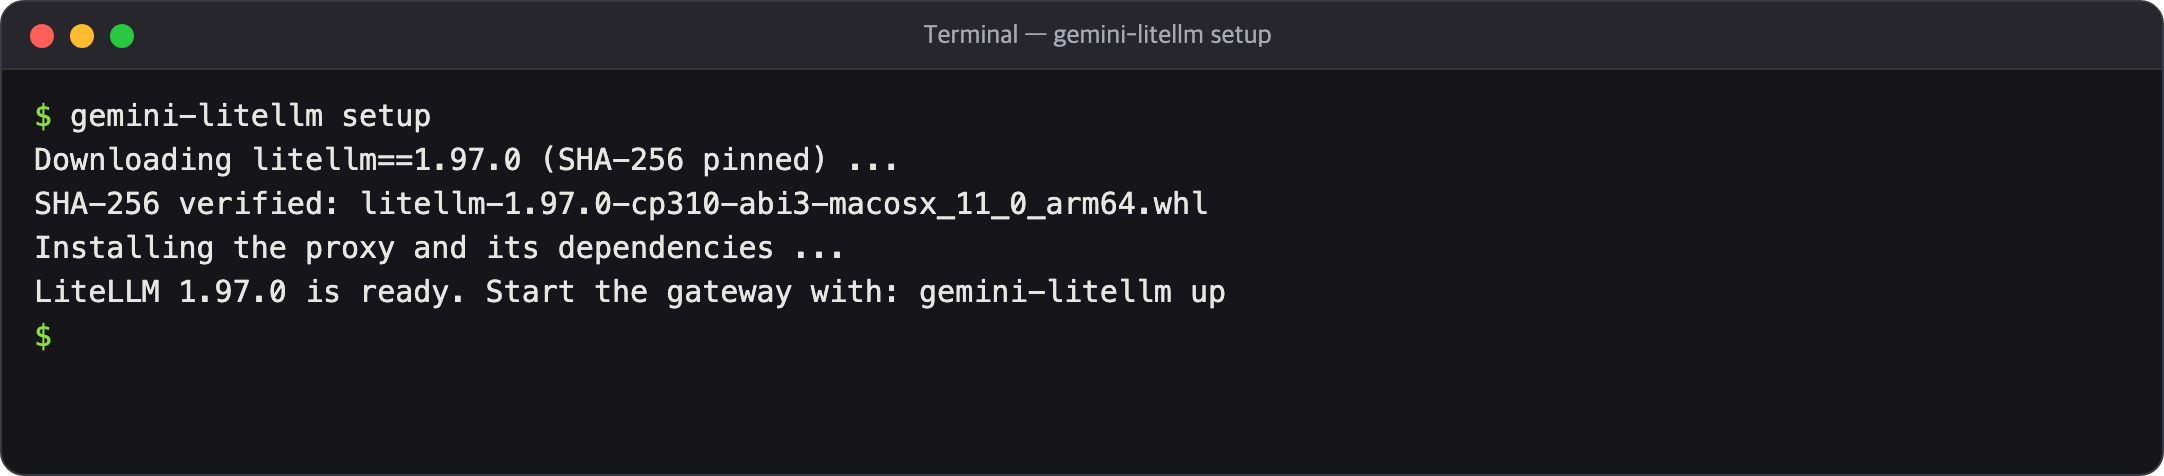 Terminal — gemini-litellm setup
$ gemini-litellm setup
Downloading litellm==1.97.0 (SHA-256 pinned) ...
SHA-256 verified: litellm-1.97.0-cp310-abi3-macosx_11_0_arm64.whl
Installing the proxy and its dependencies ...
LiteLLM 1.97.0 is ready. Start the gateway with: gemini-litellm up
$